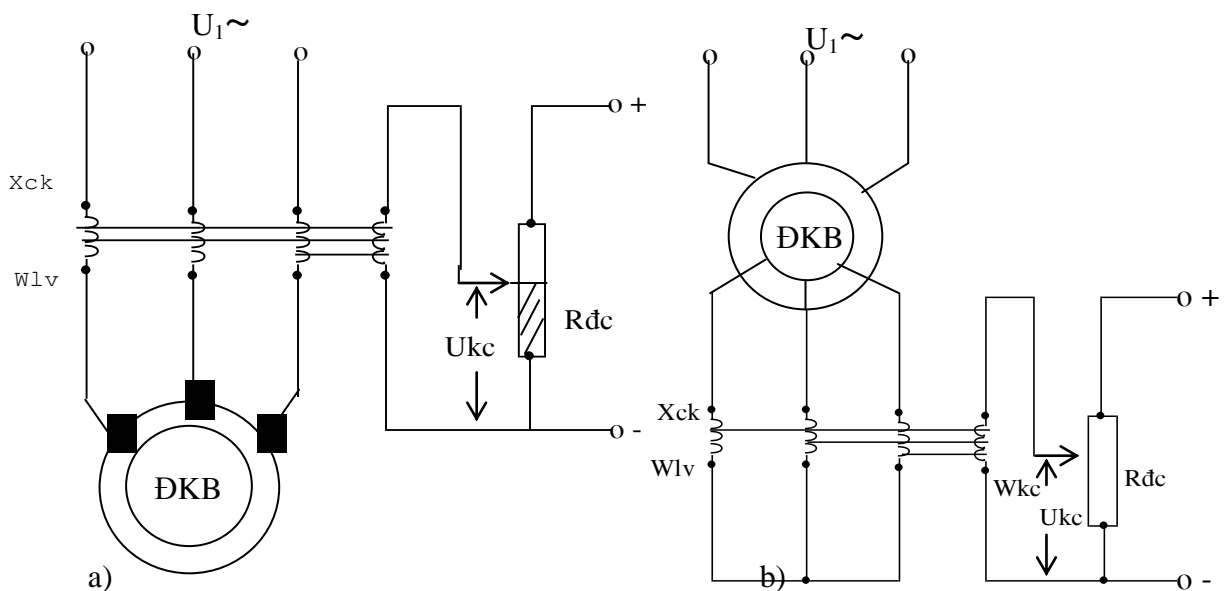 U₁~
o o o
o +
Xck
Wlv
Ukc
Rđc
o -
ĐKB
a)
U₁~
o o o
ĐKB
o +
Xck
Wlv
Wkc
Rđc
Ukc
b)
o -